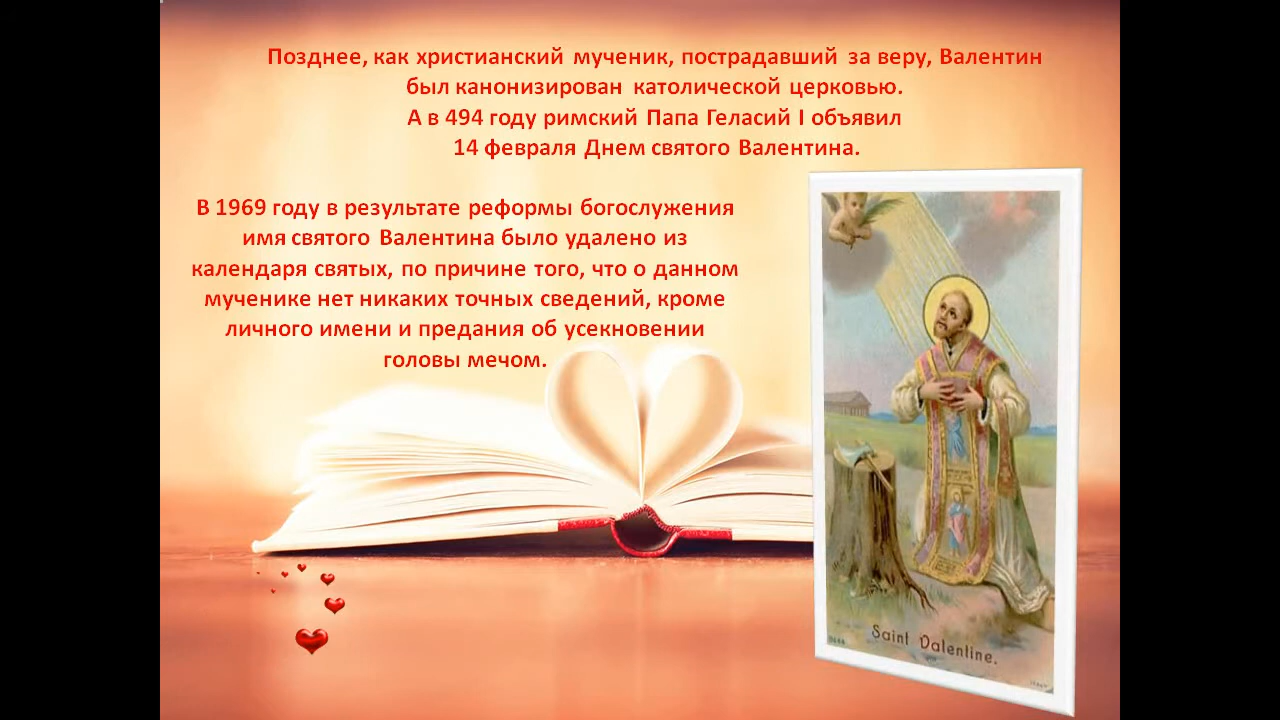 Позднее, как христианский мученик, пострадавший за веру, Валентин
был канонизирован католической церковью.
А в 494 году римский Папа Геласий I объявил
14 февраля Днем святого Валентина.
В 1969 году в результате реформы богослужения
имя святого Валентина было удалено из
календаря святых, по причине того, что о данном
мученике нет никаких точных сведений, кроме
личного имени и предания об усекновении
головы мечом.
Saint Valentine.